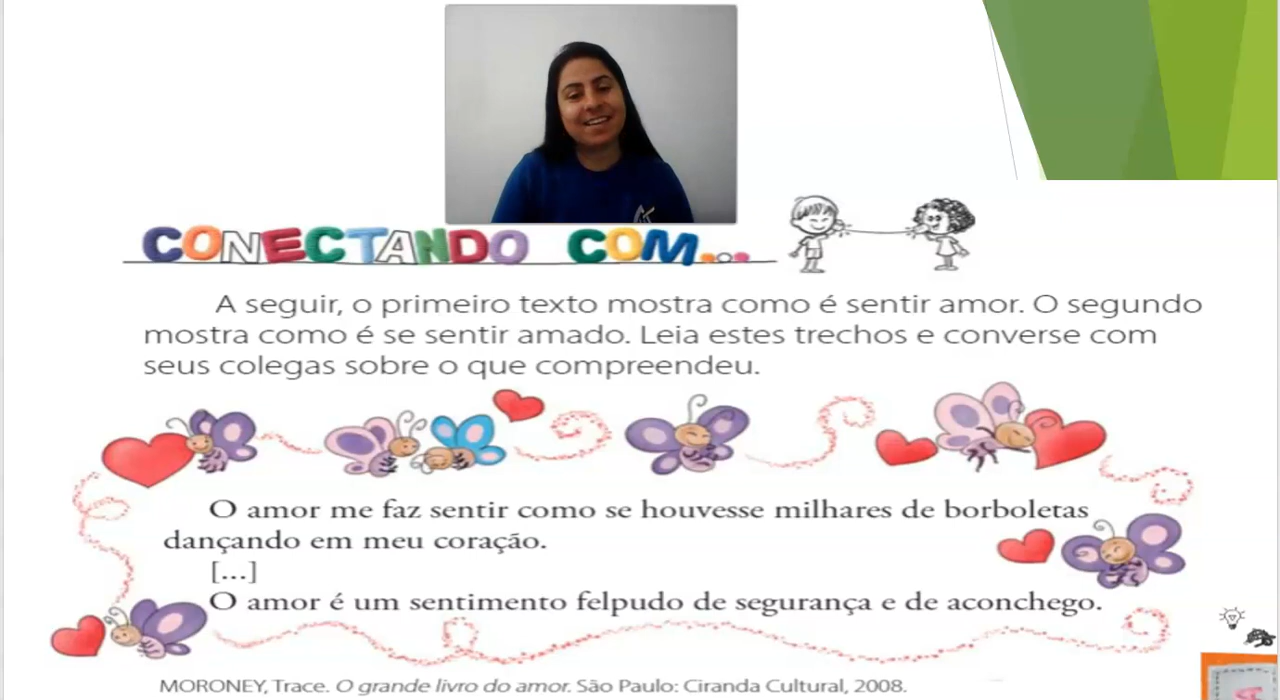 CONECTANDO COM...
A seguir, o primeiro texto mostra como é sentir amor. O segundo
mostra como é se sentir amado. Leia estes trechos e converse com
seus colegas sobre o que compreendeu.
O amor me faz sentir como se houvesse milhares de borboletas
dançando em meu coração.
[...]
O amor é um sentimento felpudo de segurança e de aconchego.
MORONEY, Trace. O grande livro do amor. São Paulo: Ciranda Cultural, 2008.